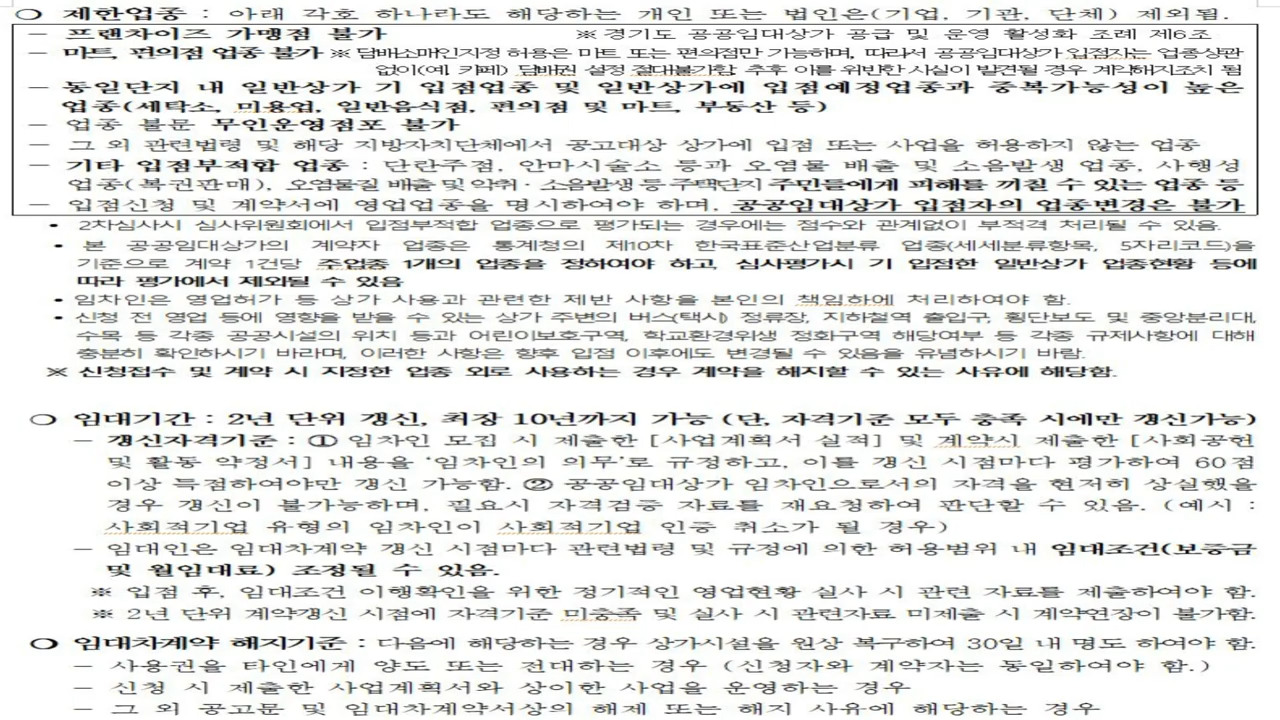 ❍ 제한업종 : 아래 각호 하나라도 해당하는 개인 또는 법인은(기업, 기관, 단체) 제외됨.
- 프랜차이즈 가맹점 불가 ※ 경기도 공공임대상가 공급 및 운영 활성화 조례 제6조
- 마트, 편의점 업종 불가 ※ 담배소매인지정 허용은 마트 또는 편의점만 가능하며, 따라서 공공임대상가 입점자는 업종상관
없이(예: 카페) 담배권 설정 절대불가함. 추후 이를 위반한 사실이 발견될 경우 계약해지조치 됨
- 동일단지 내 일반상가 기 입점업종 및 일반상가에 입점예정업종과 중복가능성이 높은
업종(세탁소, 미용업, 일반음식점, 편의점 및 마트, 부동산 등)
- 업종 불문 무인운영점포 불가
- 그 외 관련법령 및 해당 지방자치단체에서 공고대상 상가에 입점 또는 사업을 허용하지 않는 업종
- 기타 입점부적합 업종 : 단란주점, 안마시술소 등과 오염물 배출 및 소음발생 업종, 사행성
업종(복권판매), 오염물질 배출 및 악취·소음발생 등 주택단지 주민들에게 피해를 끼칠 수 있는 업종 등
- 입점신청 및 계약서에 영업업종을 명시하여야 하며, 공공임대상가 입점자의 업종변경은 불가
• 2차심사시 심사위원회에서 입점부적합 업종으로 평가되는 경우에는 점수와 관계없이 부적격 처리될 수 있음.
• 본 공공임대상가의 계약자 업종은 통계청의 제10차 한국표준산업분류 업종(세세분류항목, 5자리코드)을
기준으로 계약 1건당 주업종 1개의 업종을 정하여야 하고, 심사평가시 기 입점한 일반상가 업종현황 등에
따라 평가에서 제외될 수 있음
• 임차인은 영업허가 등 상가 사용과 관련한 제반 사항을 본인의 책임하에 처리하여야 함.
• 신청 전 영업 등에 영향을 받을 수 있는 상가 주변의 버스(택시) 정류장, 지하철역 출입구, 횡단보도 및 중앙분리대,
수목 등 각종 공공시설의 위치 등과 어린이보호구역, 학교환경위생 정화구역 해당여부 등 각종 규제사항에 대해
충분히 확인하시기 바라며, 이러한 사항은 향후 입점 이후에도 변경될 수 있음을 유념하시기 바람.
※ 신청접수 및 계약 시 지정한 업종 외로 사용하는 경우 계약을 해지할 수 있는 사유에 해당함.
❍ 임대기간 : 2년 단위 갱신, 최장 10년까지 가능 (단, 자격기준 모두 충족 시에만 갱신가능)
- 갱신자격기준 : ① 임차인 모집 시 제출한 [사업계획서 실적] 및 계약시 제출한 [사회공헌
및 활동 약정서] 내용을 ‘임차인의 의무’로 규정하고, 이를 갱신 시점마다 평가하여 60점
이상 득점하여야만 갱신 가능함. ② 공공임대상가 임차인으로서의 자격을 현저히 상실했을
경우 갱신이 불가능하며, 필요시 자격검증 자료를 재요청하여 판단할 수 있음. (예시 :
사회적기업 유형의 임차인이 사회적기업 인증 취소가 될 경우)
- 임대인은 임대차계약 갱신 시점마다 관련법령 및 규정에 의한 허용범위 내 임대조건(보증금
및 월임대료) 조정될 수 있음.
※ 입점 후, 임대조건 이행확인을 위한 정기적인 영업현황 실사 시 관련 자료를 제출하여야 함.
※ 2년 단위 계약갱신 시점에 자격기준 미충족 및 실사 시 관련자료 미제출 시 계약연장이 불가함.
❍ 임대차계약 해지기준 : 다음에 해당하는 경우 상가시설을 원상 복구하여 30일 내 명도 하여야 함.
- 사용권을 타인에게 양도 또는 전대하는 경우 (신청자와 계약자는 동일하여야 함.)
- 신청 시 제출한 사업계획서와 상이한 사업을 운영하는 경우
- 그 외 공고문 및 임대차계약서상의 해제 또는 해지 사유에 해당하는 경우